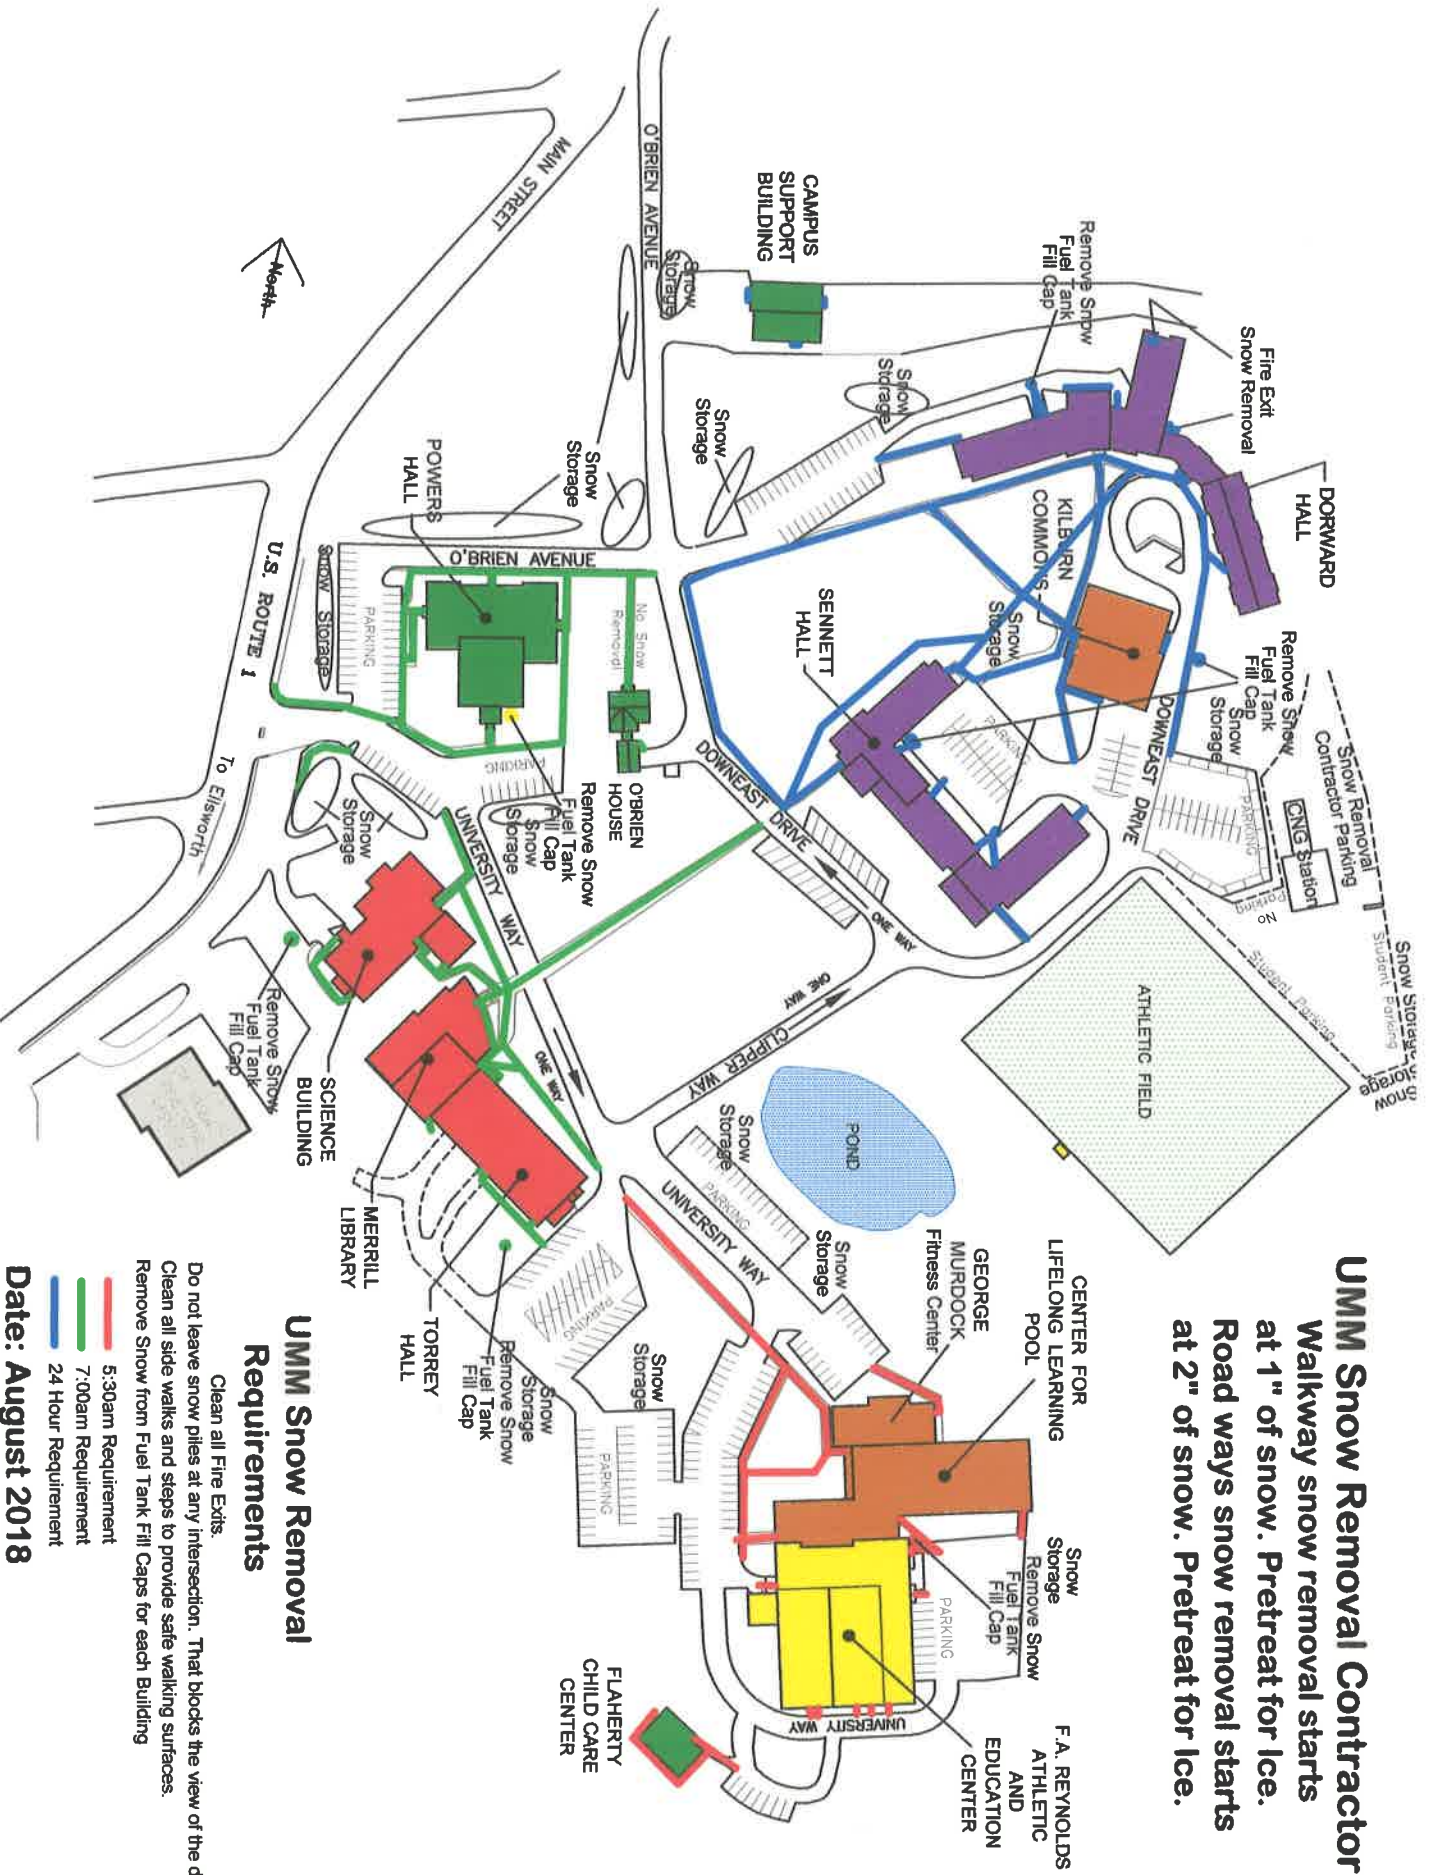 UMM Snow Removal Contractor
Walkway snow removal starts
at 1" of snow. Pretreat for Ice.
Road ways snow removal starts
at 2" of snow. Pretreat for Ice.
O'BRIEN AVENUE
MAIN STREET
North
CAMPUS
SUPPORT
BUILDING
Snow
Storage
Remove Snow
Fuel Tank
Fill Cap
Fire Exit
Snow Removal
DORWARD
HALL
Snow
Storage
Snow
Storage
Snow
Storage
POWERS
HALL
O'BRIEN AVENUE
Snow Storage
PARKING
U.S. ROUTE 1
To Ellsworth
No Snow
Removal
KILBURN
COMMONS
SENNETT
HALL
Snow
Storage
PARKING
Remove Snow
Fuel Tank
Fill Cap
Snow
Storage
DOWNEAST DRIVE
PARKING
Snow Removal
Contractor Parking
CNG Station
No
Parking
Student Parking
Student Parking
Snow Storage
Snow
Storage
O'BRIEN
HOUSE
Remove Snow
Fuel Tank
Fill Cap
Snow
Storage
PARKING
DOWNEAST DRIVE
ONE WAY
ONE WAY
CLIPPER WAY
UNIVERSITY WAY
ONE WAY
Snow
Storage
ATHLETIC FIELD
POND
Remove Snow
Fuel Tank
Fill Cap
SCIENCE
BUILDING
MERRILL
LIBRARY
TORREY
HALL
Snow
Storage
PARKING
UNIVERSITY WAY
Snow
Storage
PARKING
Snow
Storage
Snow
Storage
Remove Snow
Fuel Tank
Fill Cap
PARKING
GEORGE
MURDOCK
Fitness Center
CENTER FOR
LIFELONG LEARNING
POOL
Snow
Storage
Remove Snow
Fuel Tank
Fill Cap
PARKING
UNIVERSITY WAY
F.A. REYNOLDS
ATHLETIC
AND
EDUCATION
CENTER
FLAHERTY
CHILD CARE
CENTER
UMM Snow Removal
Requirements
Clean all Fire Exits.
Do not leave snow piles at any intersection. That blocks the view of the d
Clean all side walks and steps to provide safe walking surfaces.
Remove Snow from Fuel Tank Fill Caps for each Building
5:30am Requirement
7:00am Requirement
24 Hour Requirement
Date: August 2018